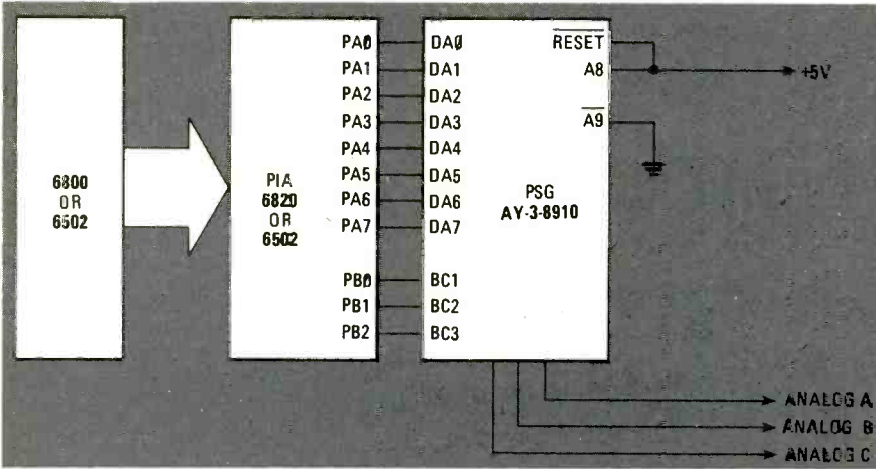 6800
OR
6502
PIA
6820
OR
6502
PA0
PA1
PA2
PA3
PA4
PA5
PA6
PA7
PB0
PB1
PB2
DA0
DA1
DA2
DA3
DA4
DA5
DA6
DA7
BC1
BC2
BC3
PSG
AY-3-8910
RESET
A8
A9
+5V
ANALOG A
ANALOG B
ANALOG C